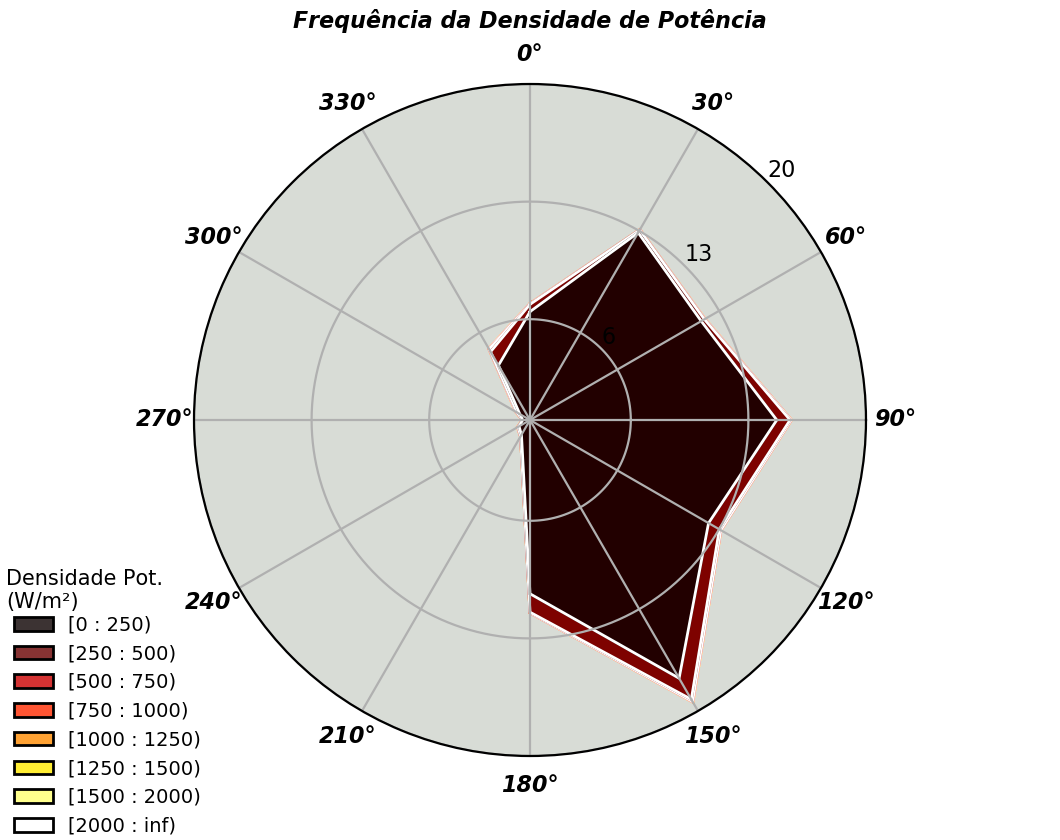 Frequência da Densidade de Potência
0°
330°
30°
20
300°
60°
13
6
270°
90°
240°
120°
210°
150°
180°
Densidade Pot.
(W/m²)
[0 : 250)
[250 : 500)
[500 : 750)
[750 : 1000)
[1000 : 1250)
[1250 : 1500)
[1500 : 2000)
[2000 : inf)